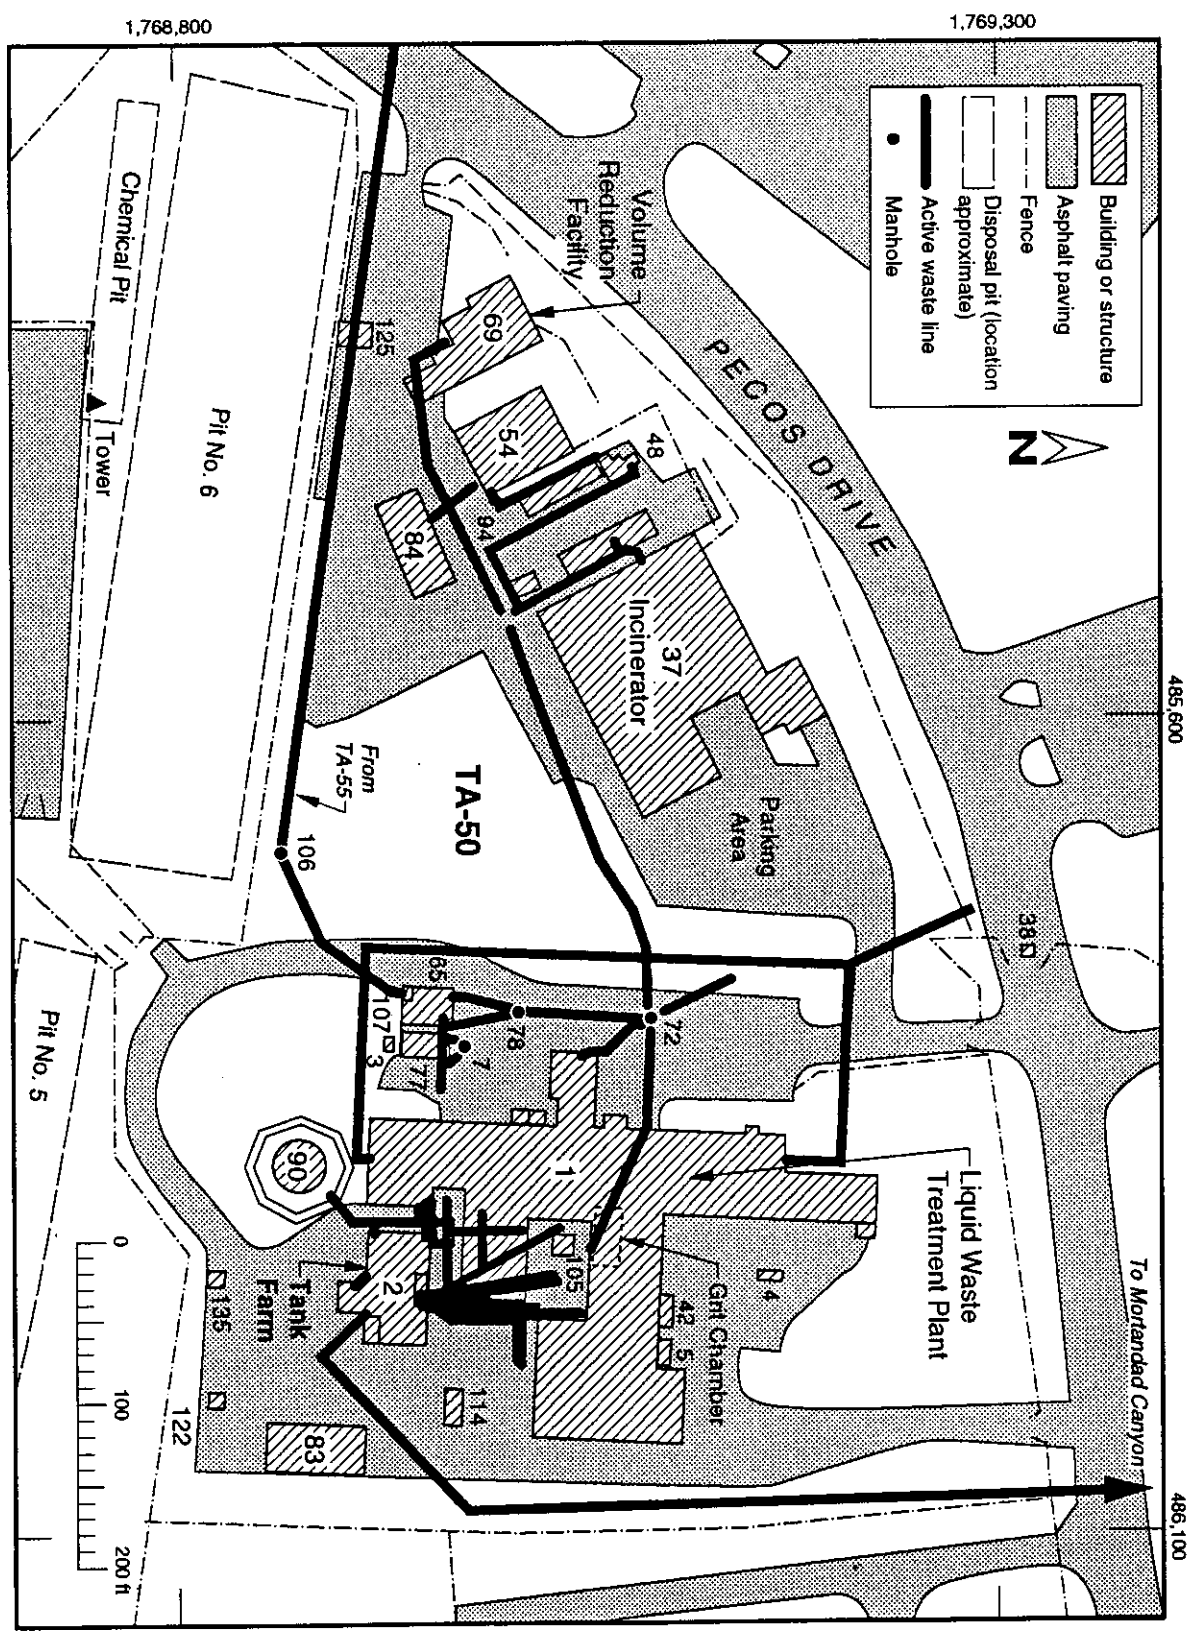 1,768,800
1,769,300
485,600
486,100
Building or structure
Asphalt paving
Fence
Disposal pit (location
approximate)
Active waste line
Manhole
N
PECOS DRIVE
Volume
Reduction
Facility
69
125
Chemical Pit
Pit No. 6
Tower
54
48
94
84
37
Incinerator
Parking
Area
TA-50
From
TA-55
106
38
72
78
7
65
107
3
77
Pit No. 5
90
1
Liquid Waste
Treatment Plant
Grit Chamber
105
4
42
5
2
Tank
Farm
135
114
83
122
To Mortandad Canyon
0
100
200 ft